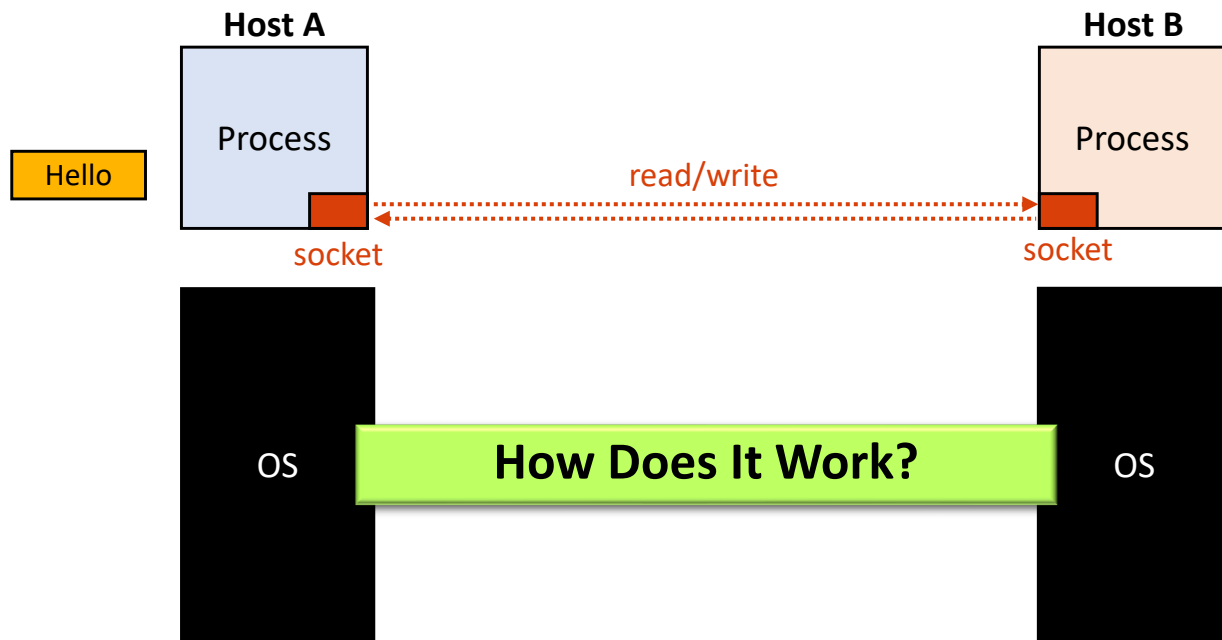 Host A
Host B
Process
Process
Hello
read/write
socket
socket
OS
How Does It Work?
OS